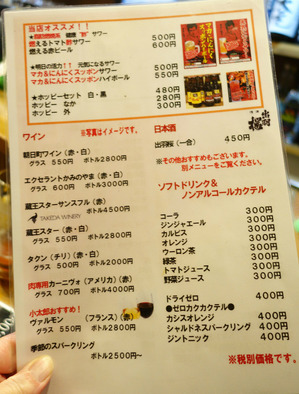 当店オススメ！！
燃えるトマト酢サワー 500円
燃える赤ビール 600円
★明日の活力!! 元気になるサワー
マカ&にんにくスッポンサワー 500円
マカ&にんにくスッポンハイボール 550円
ホッピーセット 白・黒 480円
ホッピー なか 280円
ホッピー 外 300円
ワイン ※写真はイメージです。
朝日町ワイン（赤・白）
グラス 550円 ボトル2800円
エクセラントかみのやま（赤・白）
グラス 600円 ボトル3000円
蔵王スターサンスフル（赤）
TAKEDA WINERY ボトル4500円
蔵王スター（赤・白）
グラス 550円 ボトル2800円
タクン（チリ）（赤・白）
グラス 500円 ボトル2000円
肉専用カーニヴォ（アメリカ）（赤）
グラス 700円 ボトル4000円
小太郎おすすめ！
ヴァルモン （フランス）（赤）
グラス 550円 ボトル2800円
季節のスパークリング
ボトル2500円～
日本酒
出羽桜（一合） 450円
※その他おすすめもございます。
別メニューをご覧ください。
ソフトドリンク＆
ノンアルコールカクテル
コーラ 300円
ジンジャエール 300円
カルピス 300円
オレンジ 300円
ウーロン茶 300円
緑茶 300円
トマトジュース 300円
野菜ジュース 300円
ドライゼロ 400円
●ゼロカクカクテル●
カシスオレンジ 400円
シャルドネスパークリング 400円
ジントニック 400円
※税別価格です。